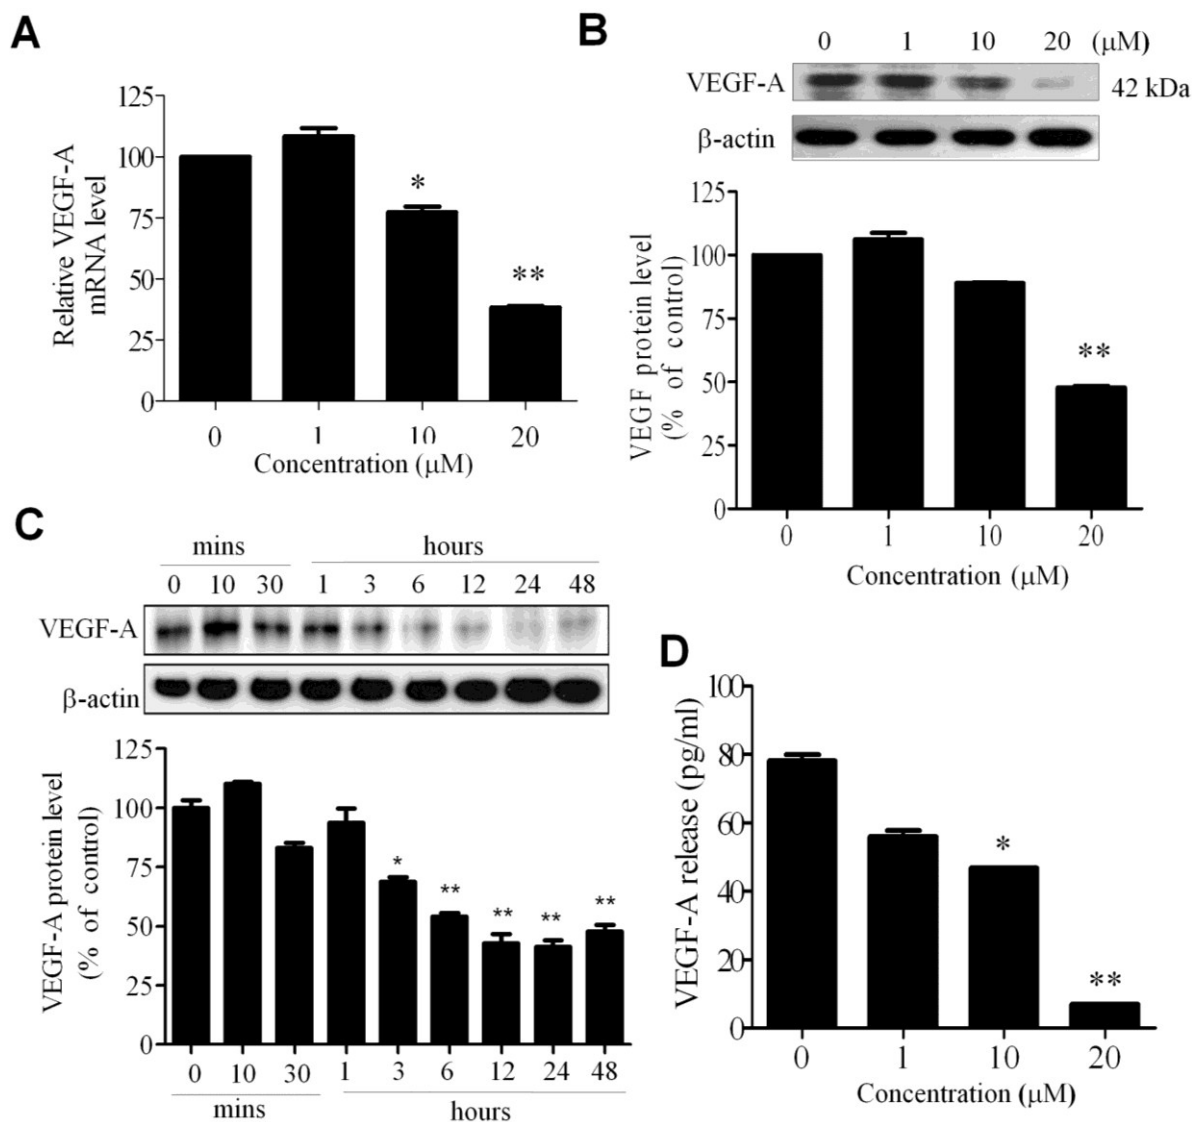 A
125
100
75
50
25
0
Relative VEGF-A
mRNA level
*
**
0 1 10 20
Concentration (μM)
B
0 1 10 20 (μM)
VEGF-A
42 kDa
β-actin
125
100
75
50
25
0
VEGF protein level
(% of control)
**
0 1 10 20
Concentration (μM)
C
mins hours
0 10 30 1 3 6 12 24 48
VEGF-A
β-actin
125
100
75
50
25
0
VEGF-A protein level
(% of control)
* ** ** ** **
0 10 30 1 3 6 12 24 48
mins hours
D
100
80
60
40
20
0
VEGF-A release (pg/ml)
*
**
0 1 10 20
Concentration (μM)